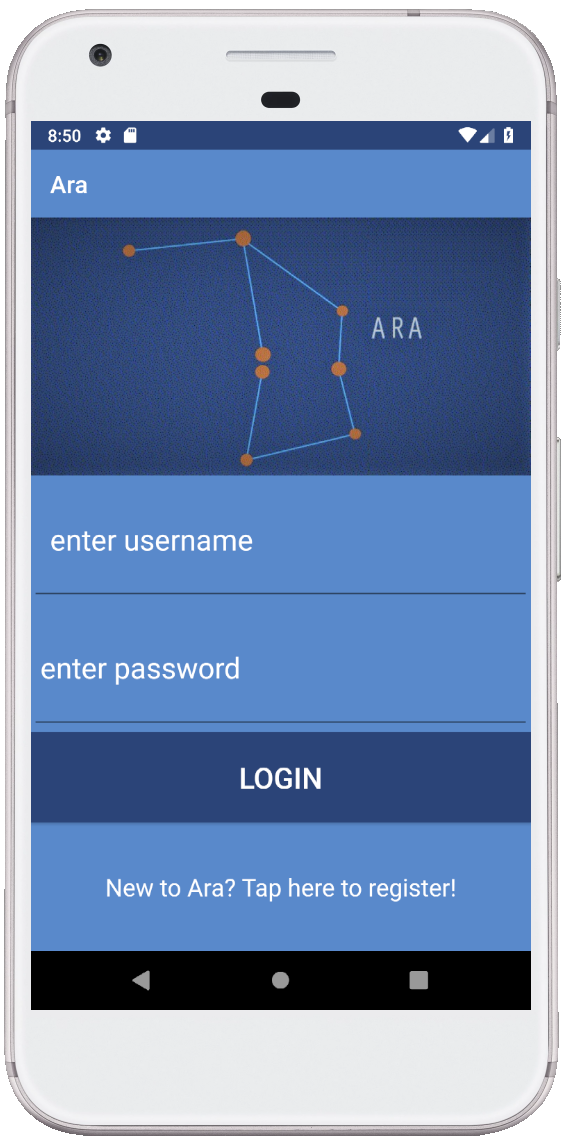 8:50
Ara
ARA
enter username
enter password
LOGIN
New to Ara? Tap here to register!